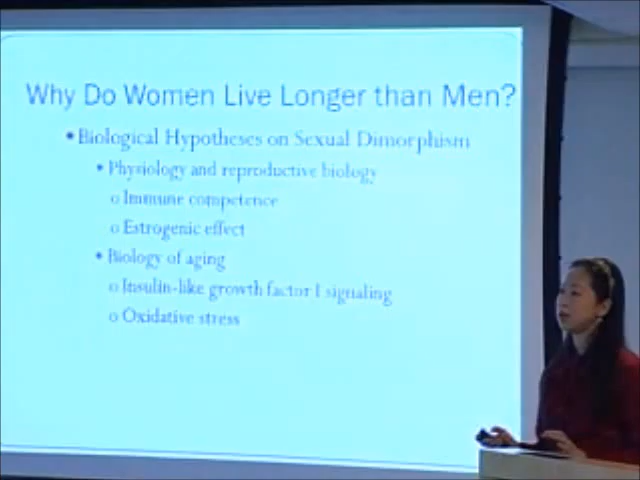 Why Do Women Live Longer than Men?
• Biological Hypotheses on Sexual Dimorphism
• Physiology and reproductive biology
o Immune competence
o Estrogenic effect
• Biology of aging
o Insulin-like growth factor I signaling
o Oxidative stress